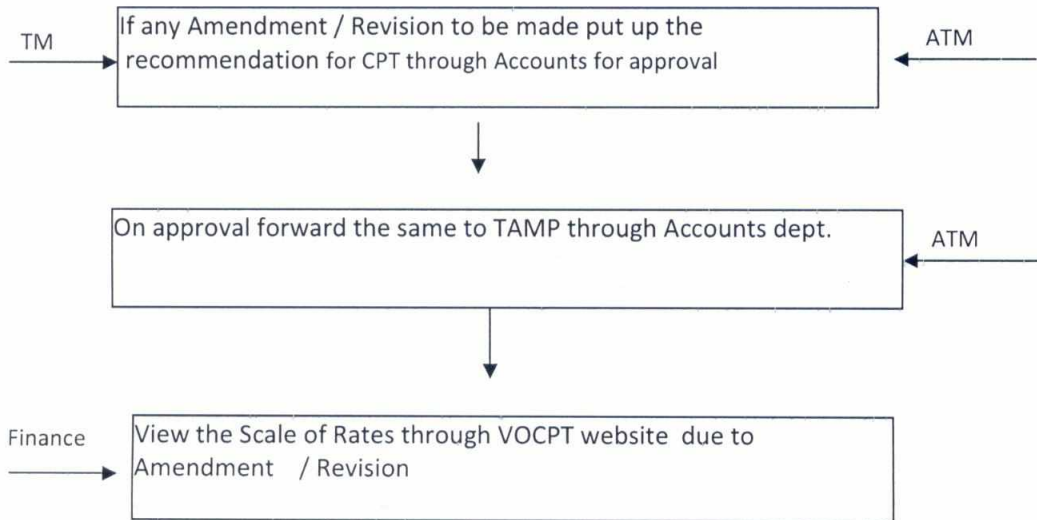 TM
If any Amendment / Revision to be made put up the
recommendation for CPT through Accounts for approval
ATM
On approval forward the same to TAMP through Accounts dept.
ATM
Finance
View the Scale of Rates through VOCPT website due to
Amendment / Revision